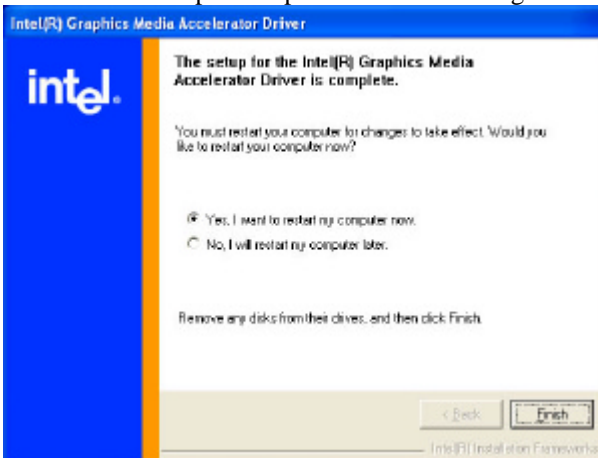 Intel(R) Graphics Media Accelerator Driver
intel.
The setup for the Intel(R) Graphics Media
Accelerator Driver is complete.
You must restart your computer for changes to take effect. Would you
like to restart your computer now?
Yes, I want to restart my computer now.
No, I will restart my computer later.
Remove any disks from their drives, and then click Finish.
< Back
Finish
Intel(R) Installation Frameworks